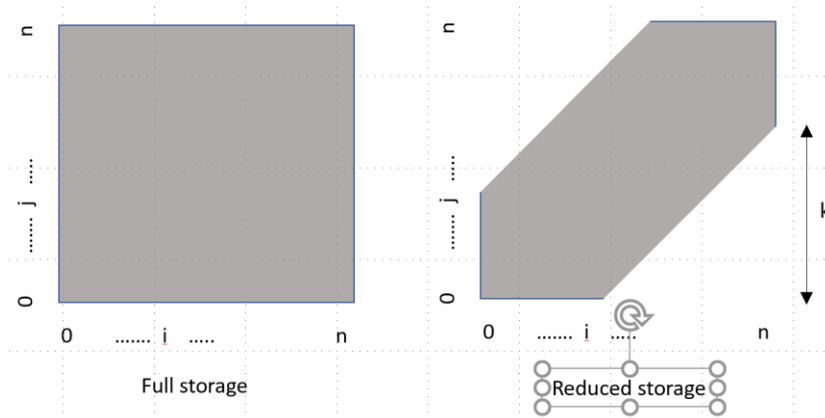 n
....... j .....
0
0 ....... i ..... n
Full storage
n
....... j .....
0
0 ....... i ..... n
k
Reduced storage